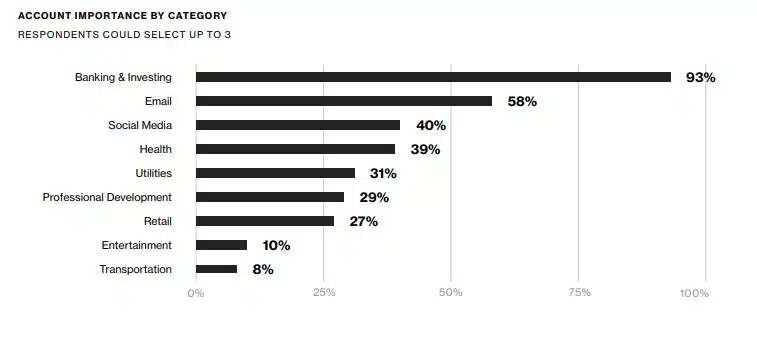 ACCOUNT IMPORTANCE BY CATEGORY
RESPONDENTS COULD SELECT UP TO 3
Banking & Investing 93%
Email 58%
Social Media 40%
Health 39%
Utilities 31%
Professional Development 29%
Retail 27%
Entertainment 10%
Transportation 8%
0% 25% 50% 75% 100%